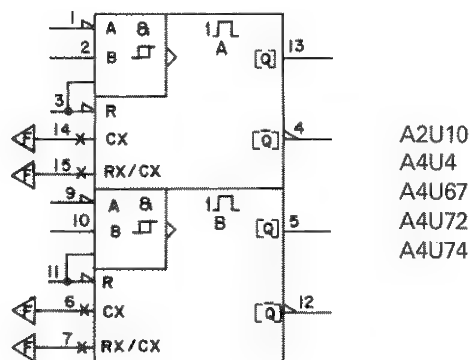 1 A & 1 A [Q] 13
2 B
3 R [Q̅] 4
14 CX
F
15 RX/CX
F
9 A & 1 B [Q] 5
10 B
11 R
6 CX [Q̅] 12
F
7 RX/CX
F
A2U10
A4U4
A4U67
A4U72
A4U74